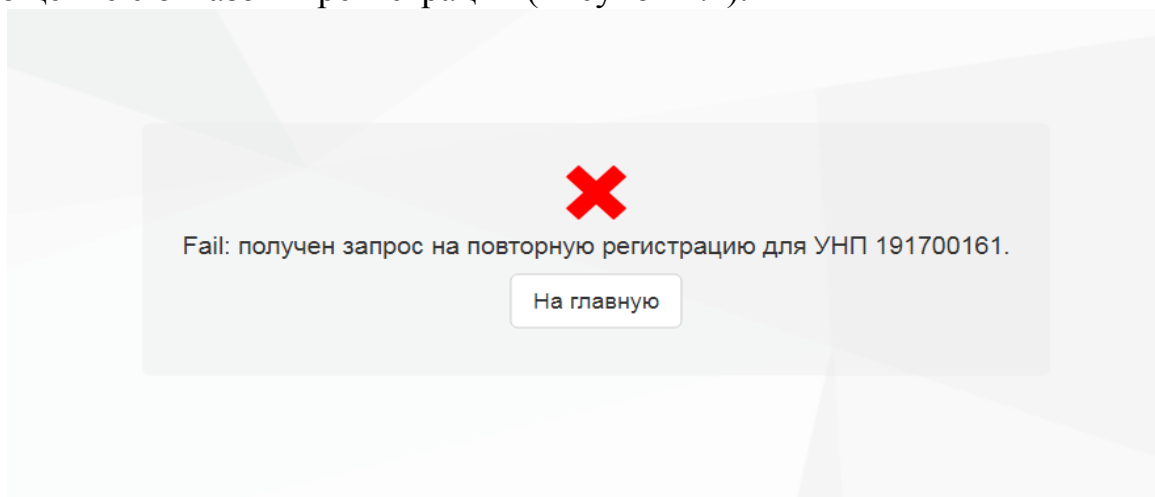 Fail: получен запрос на повторную регистрацию для УНП 191700161.
На главную